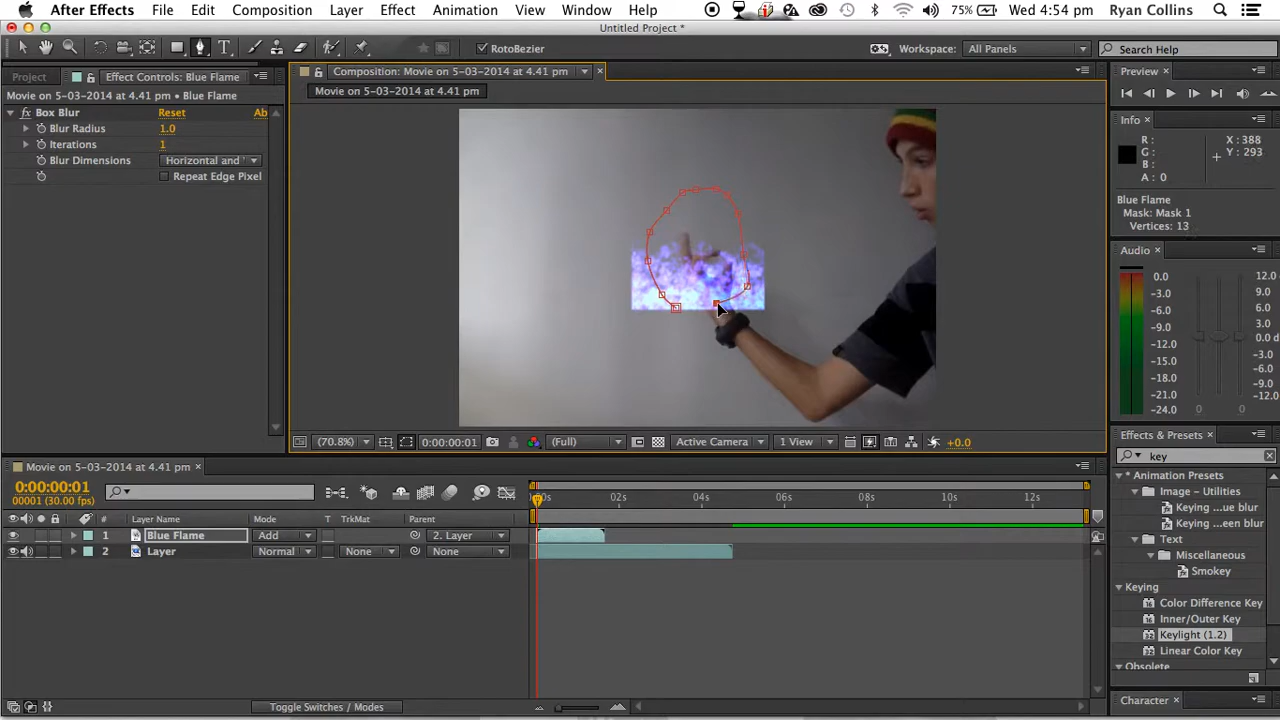 After Effects File Edit Composition Layer Effect Animation View Window Help 75% Wed 4:54 pm Ryan Collins
Untitled Project *
RotoBezier Workspace: All Panels Search Help
Project Effect Controls: Blue Flame Composition: Movie on 5-03-2014 at 4.41 pm Preview
Movie on 5-03-2014 at 4.41 pm • Blue Flame Movie on 5-03-2014 at 4.41 pm
fx Box Blur Reset Ab
Blur Radius 1.0
Iterations 1
Blur Dimensions Horizontal and '
Repeat Edge Pixel
Info
R : X : 388
G : Y : 293
B :
A : 0
Blue Flame
Mask: Mask 1
Vertices: 13
Audio
0.0 12.0
-3.0 9.0
-6.0 6.0
-9.0 3.0
-12.0 0.0 d
-15.0 -3.0
-18.0 -6.0
-21.0 -9.0
-24.0 -12.0
0 0
(70.8%) 0:00:00:01 (Full) Active Camera 1 View +0.0
Effects & Presets
key
* Animation Presets
Image – Utilities
Keying ...ue blur
Keying ...een blur
Text
Miscellaneous
Smokey
Keying
Color Difference Key
Inner/Outer Key
Keylight (1.2)
Linear Color Key
Obsolete
Character
Movie on 5-03-2014 at 4.41 pm
0:00:00:01
00001 (30.00 fps)
02s 04s 06s 08s 10s 12s
# Layer Name Mode T TrkMat Parent
1 Blue Flame Add 2. Layer
2 Layer Normal None None
Toggle Switches / Modes